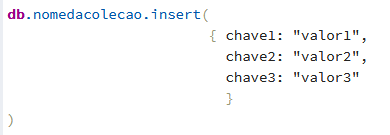 db.nomedacolecao.insert(
{ chave1: "valor1",
chave2: "valor2",
chave3: "valor3"
}
)